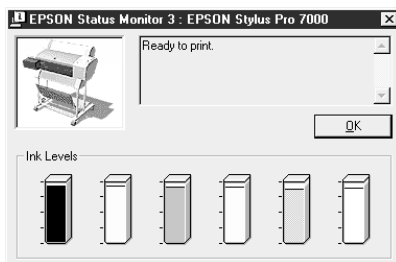 EPSON Status Monitor 3 : EPSON Stylus Pro 7000
Ready to print.
OK
Ink Levels